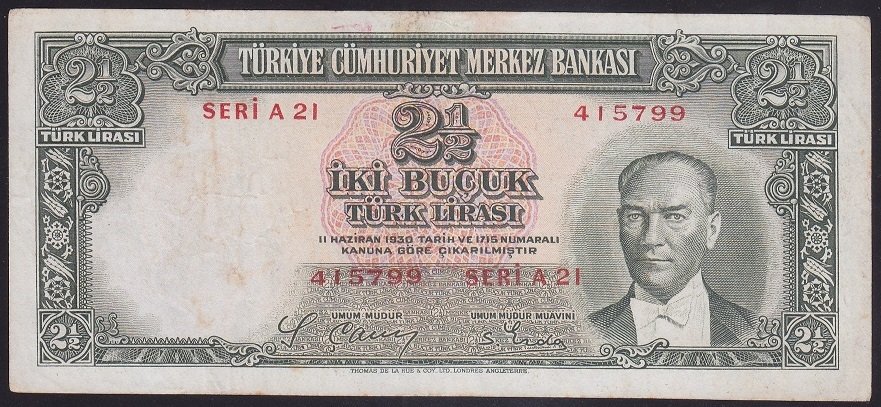 TÜRKİYE CÜMHURİYET MERKEZ BANKASI
2½ 2½
TÜRK LİRASI TÜRK LİRASI
SERİ A 21 415799
2½
İKİ BUÇUK
TÜRK LİRASI
11 HAZİRAN 1930 TARİH VE 1715 NUMARALI
KANUNA GÖRE ÇIKARILMIŞTIR
415799 SERİ A 21
UMUM MÜDÜR UMUM MÜDÜR MUAVİNİ
2½ 2½
THOMAS DE LA RUE & COY. LTD. LONDRES ANGLETERRE.